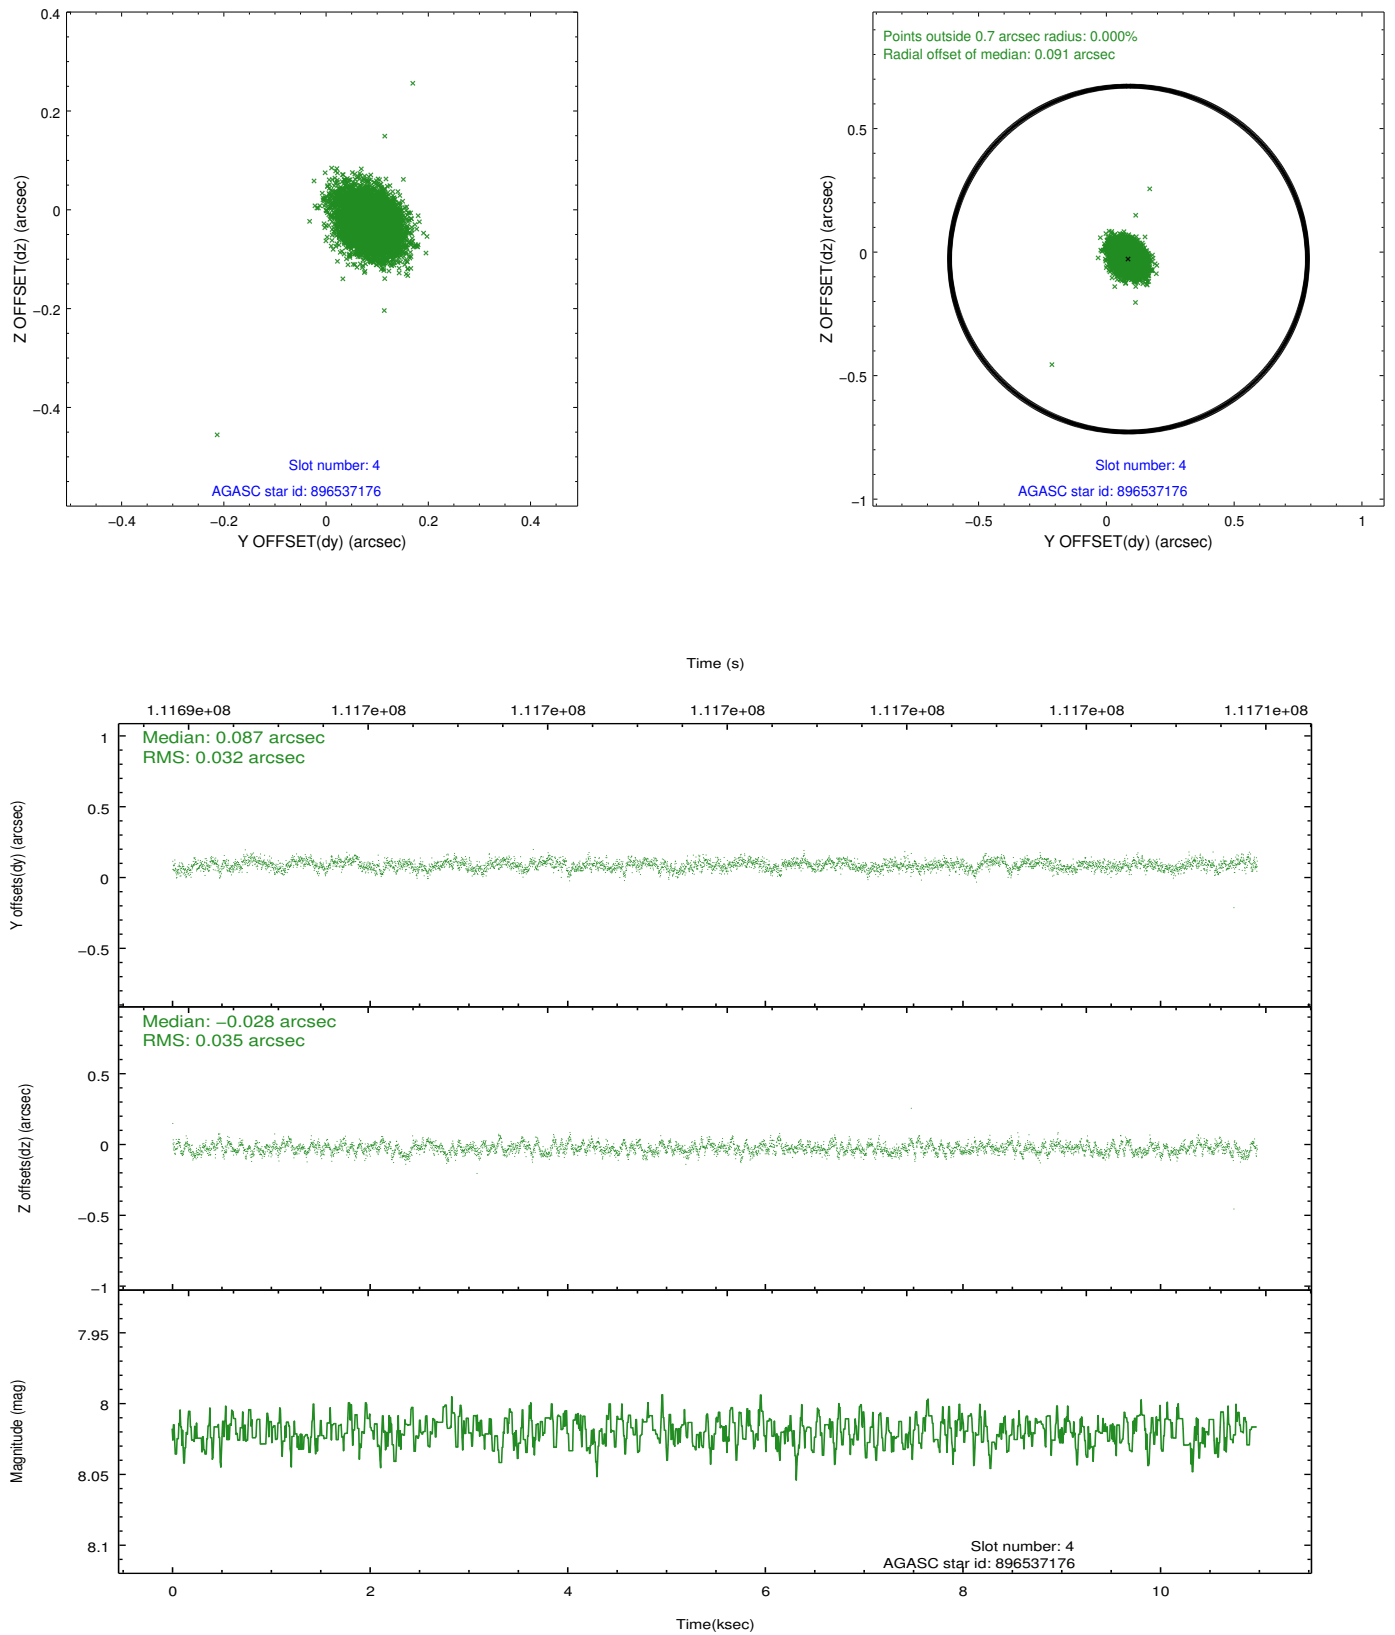 0.4
0.2
0
−0.2
−0.4
−0.4
−0.2
0
0.2
0.4
Z OFFSET(dz) (arcsec)
Y OFFSET(dy) (arcsec)
Slot number: 4
AGASC star id: 896537176
Points outside 0.7 arcsec radius: 0.000%
Radial offset of median: 0.091 arcsec
0.5
0
−0.5
−1
−0.5
0
0.5
1
Z OFFSET(dz) (arcsec)
Y OFFSET(dy) (arcsec)
Slot number: 4
AGASC star id: 896537176
Time (s)
1.1169e+08 1.117e+08 1.117e+08 1.117e+08 1.117e+08 1.117e+08 1.1171e+08
Median: 0.087 arcsec
RMS: 0.032 arcsec
1
0.5
0
−0.5
Y offsets(dy) (arcsec)
Median: −0.028 arcsec
RMS: 0.035 arcsec
0.5
0
−0.5
−1
Z offsets(dz) (arcsec)
7.95
8
8.05
8.1
Magnitude (mag)
Slot number: 4
AGASC star id: 896537176
0 2 4 6 8 10
Time(ksec)